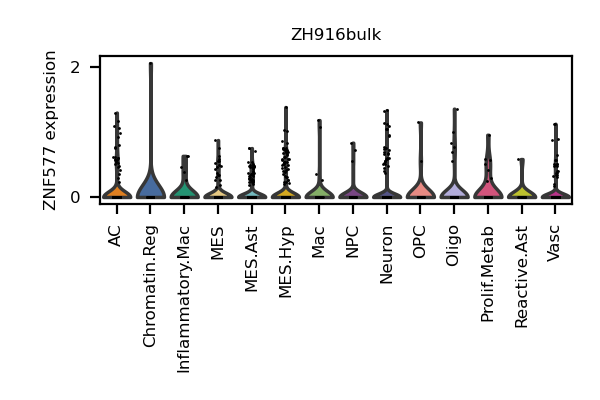 ZH916bulk
ZNF577 expression
2
0
AC
Chromatin.Reg
Inflammatory.Mac
MES
MES.Ast
MES.Hyp
Mac
NPC
Neuron
OPC
Oligo
Prolif.Metab
Reactive.Ast
Vasc